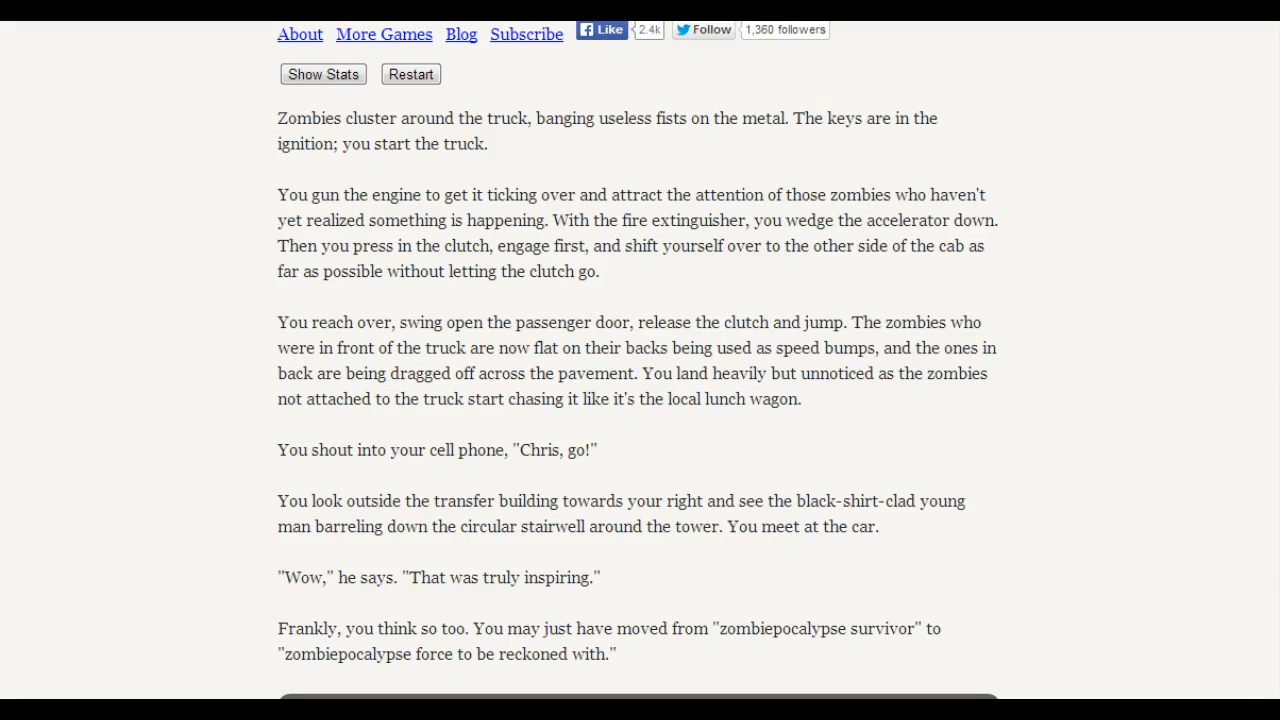 About More Games Blog Subscribe Like 2.4k Follow 1,360 followers
Show Stats Restart
Zombies cluster around the truck, banging useless fists on the metal. The keys are in the
ignition; you start the truck.
You gun the engine to get it ticking over and attract the attention of those zombies who haven't
yet realized something is happening. With the fire extinguisher, you wedge the accelerator down.
Then you press in the clutch, engage first, and shift yourself over to the other side of the cab as
far as possible without letting the clutch go.
You reach over, swing open the passenger door, release the clutch and jump. The zombies who
were in front of the truck are now flat on their backs being used as speed bumps, and the ones in
back are being dragged off across the pavement. You land heavily but unnoticed as the zombies
not attached to the truck start chasing it like it's the local lunch wagon.
You shout into your cell phone, "Chris, go!"
You look outside the transfer building towards your right and see the black-shirt-clad young
man barreling down the circular stairwell around the tower. You meet at the car.
"Wow," he says. "That was truly inspiring."
Frankly, you think so too. You may just have moved from "zombiepocalypse survivor" to
"zombiepocalypse force to be reckoned with."